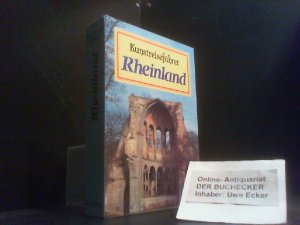 Kunstreiseführer
Rheinland
Rheinland
Online- Antiquariat
DER BUCHECKER
Inhaber: Uwe Ecker